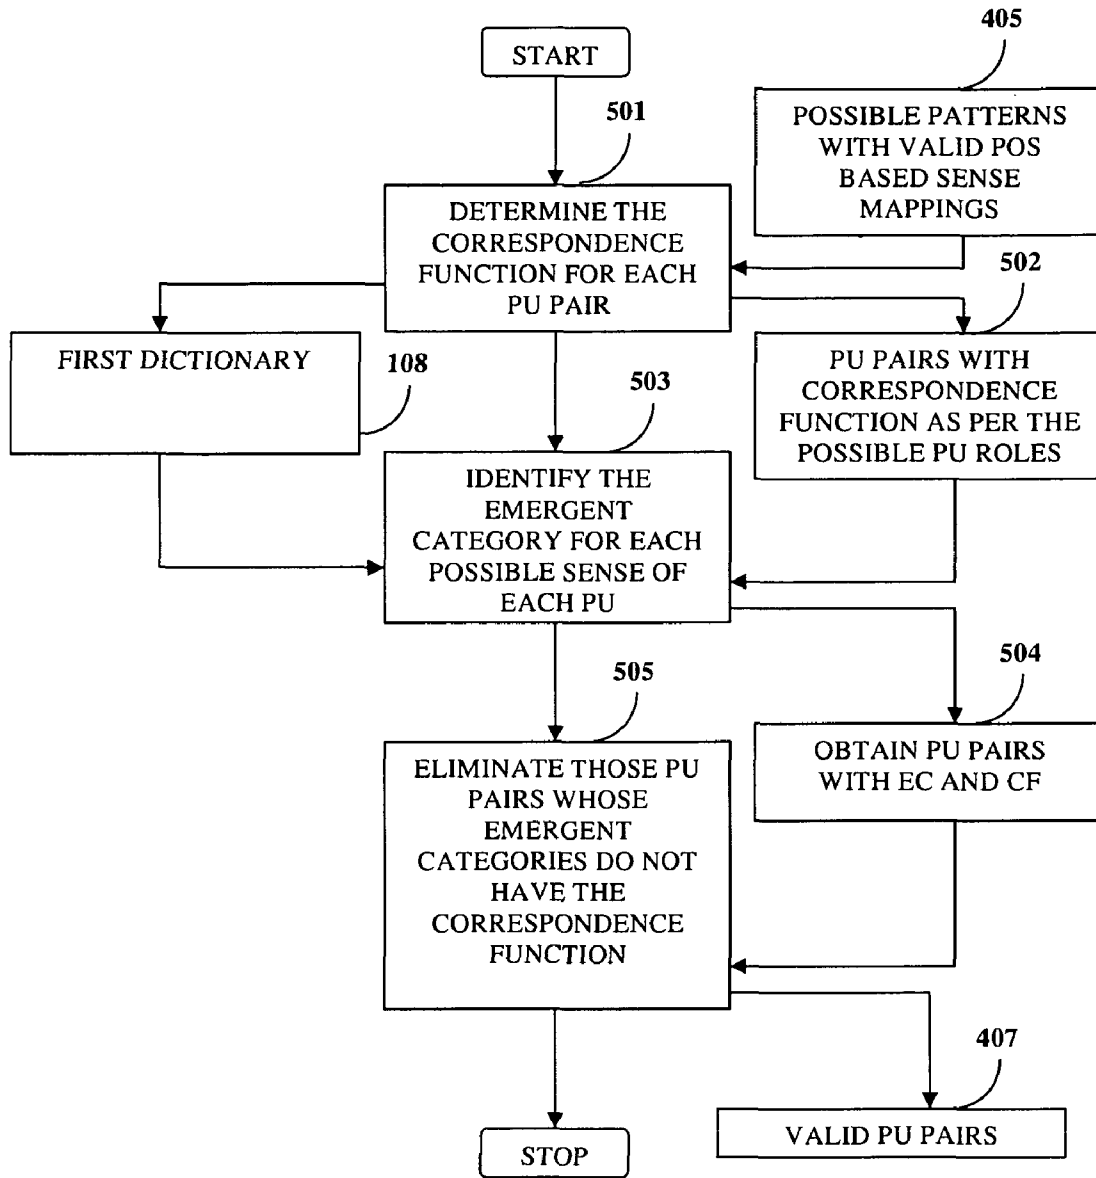 START
405
POSSIBLE PATTERNS
WITH VALID POS
BASED SENSE
MAPPINGS
501
DETERMINE THE
CORRESPONDENCE
FUNCTION FOR EACH
PU PAIR
502
PU PAIRS WITH
CORRESPONDENCE
FUNCTION AS PER THE
POSSIBLE PU ROLES
FIRST DICTIONARY
108
503
IDENTIFY THE
EMERGENT
CATEGORY FOR EACH
POSSIBLE SENSE OF
EACH PU
504
OBTAIN PU PAIRS
WITH EC AND CF
505
ELIMINATE THOSE PU
PAIRS WHOSE
EMERGENT
CATEGORIES DO NOT
HAVE THE
CORRESPONDENCE
FUNCTION
407
VALID PU PAIRS
STOP